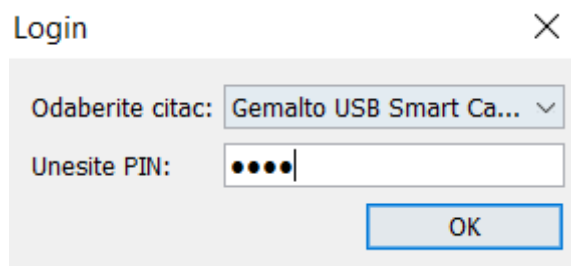 Login
Odaberite citac: Gemalto USB Smart Ca...
Unesite PIN: ●●●●
OK